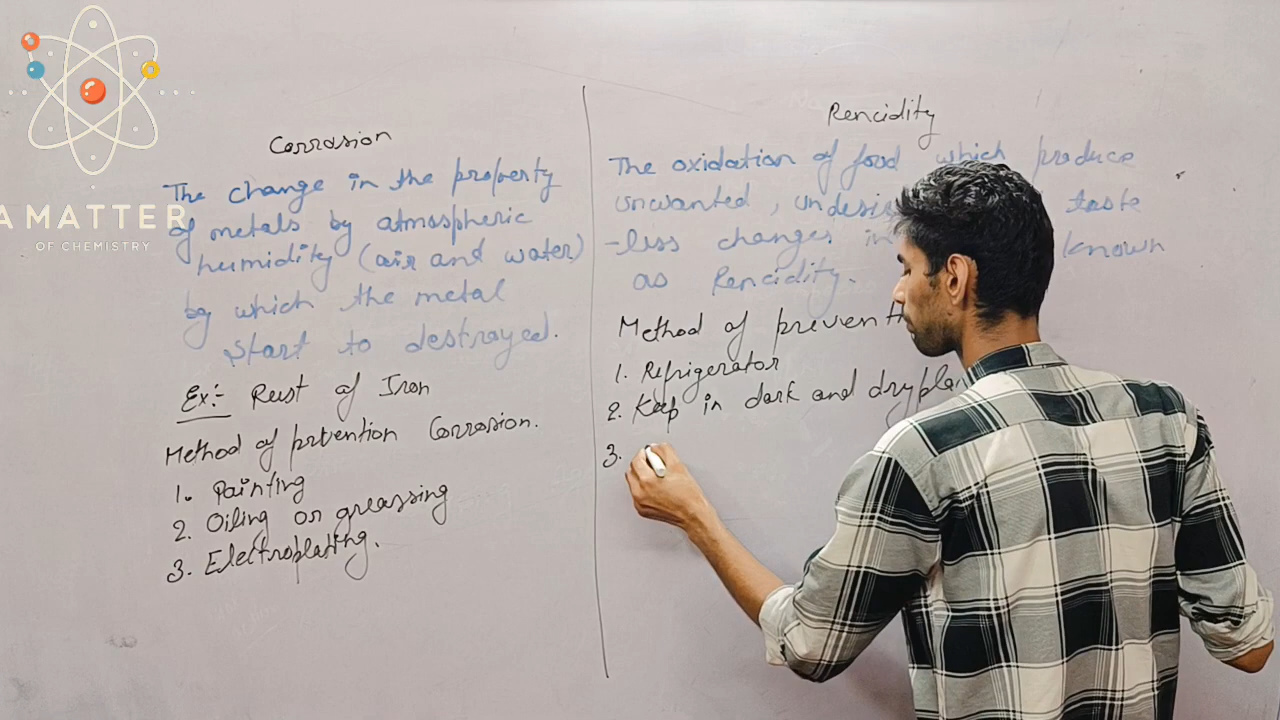 AMATTER
OF CHEMISTRY
Corrosion
The change in the property
of metals by atmospheric
humidity (air and water)
by which the metal
start to destroyed.
Ex:- Rust of Iron
Method of prevention Corrosion.
1. Painting
2. Oiling or greassing
3. Electroplating.
Rencidity
The oxidation of food which produce
unwanted, undesi taste
-less changes in known
as Rencidity.
Method of prevent
1. Refrigerator
2. Keep in dark and dry pla
3.